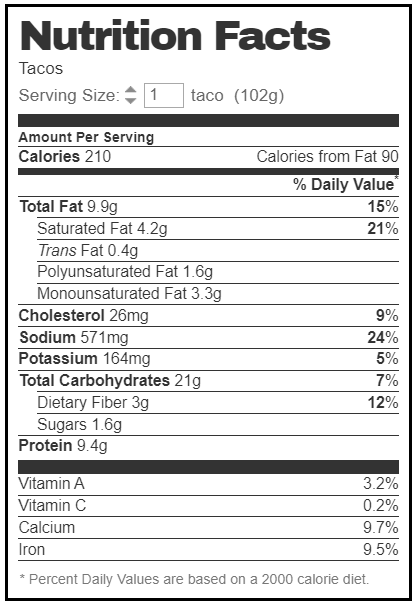 Nutrition Facts
Tacos
Serving Size: 1 taco (102g)
Amount Per Serving
Calories 210 Calories from Fat 90
% Daily Value*
Total Fat 9.9g 15%
Saturated Fat 4.2g 21%
Trans Fat 0.4g
Polyunsaturated Fat 1.6g
Monounsaturated Fat 3.3g
Cholesterol 26mg 9%
Sodium 571mg 24%
Potassium 164mg 5%
Total Carbohydrates 21g 7%
Dietary Fiber 3g 12%
Sugars 1.6g
Protein 9.4g
Vitamin A 3.2%
Vitamin C 0.2%
Calcium 9.7%
Iron 9.5%
* Percent Daily Values are based on a 2000 calorie diet.